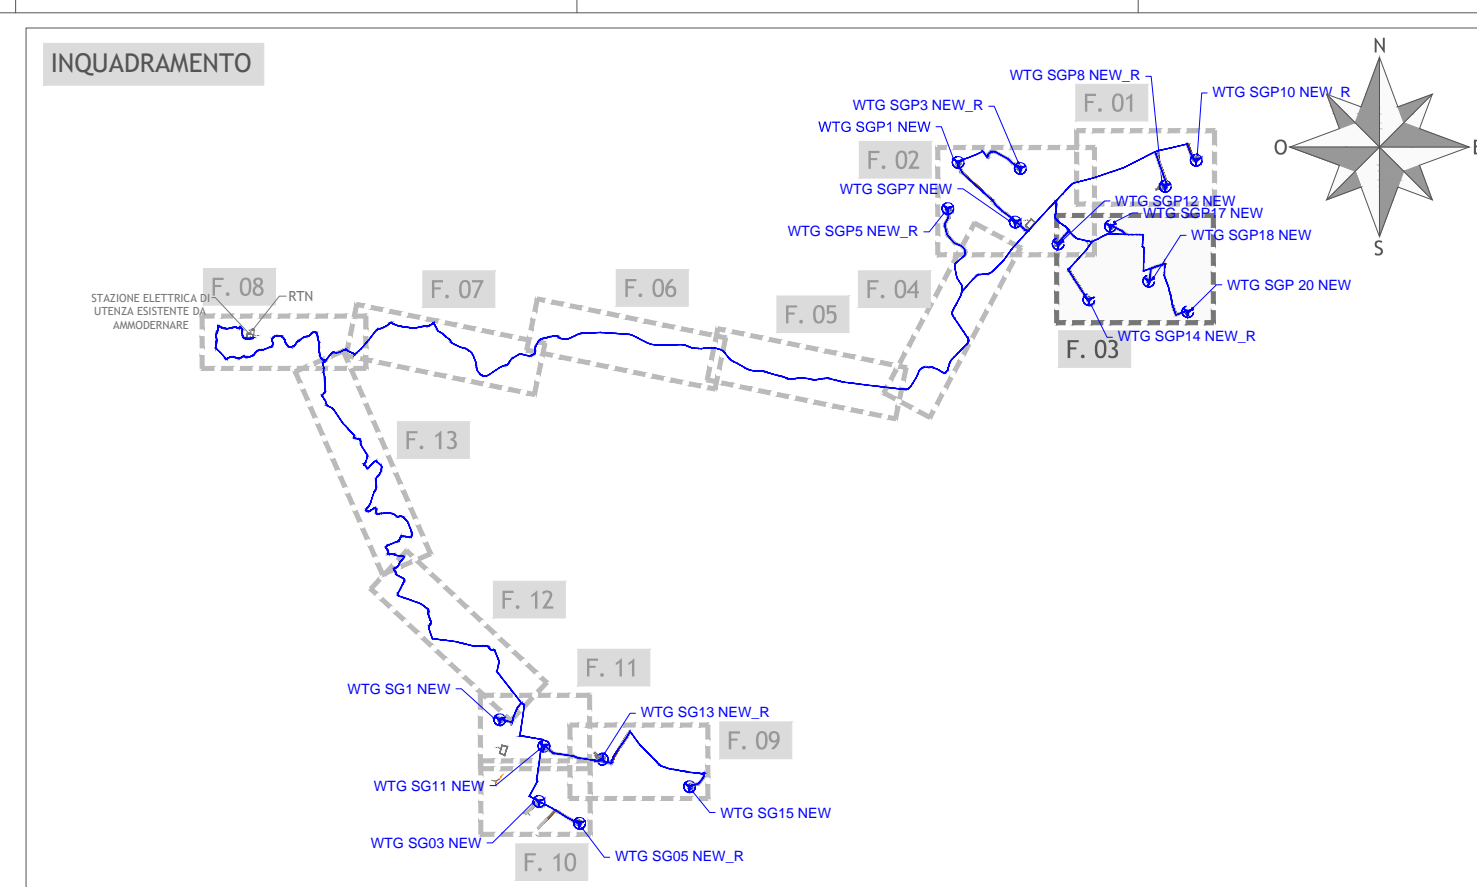 INQUADRAMENTO
N
WTG SGP8 NEW_R
F. 01
WTG SGP10 NEW_R
WTG SGP3 NEW_R
WTG SGP1 NEW
O
E
F. 02
WTG SGP7 NEW
WTG SGP12 NEW
WTG SGP17 NEW
WTG SGP5 NEW_R
WTG SGP18 NEW
S
F. 08
RTN
STAZIONE ELETTRICA DI
UTENZA ESISTENTE DA
AMMODERNARE
F. 07
F. 06
F. 04
WTG SGP 20 NEW
F. 05
WTG SGP14 NEW_R
F. 03
F. 13
F. 12
F. 11
WTG SG1 NEW
WTG SG13 NEW_R
F. 09
WTG SG11 NEW
WTG SG15 NEW
WTG SG03 NEW
WTG SG05 NEW_R
F. 10